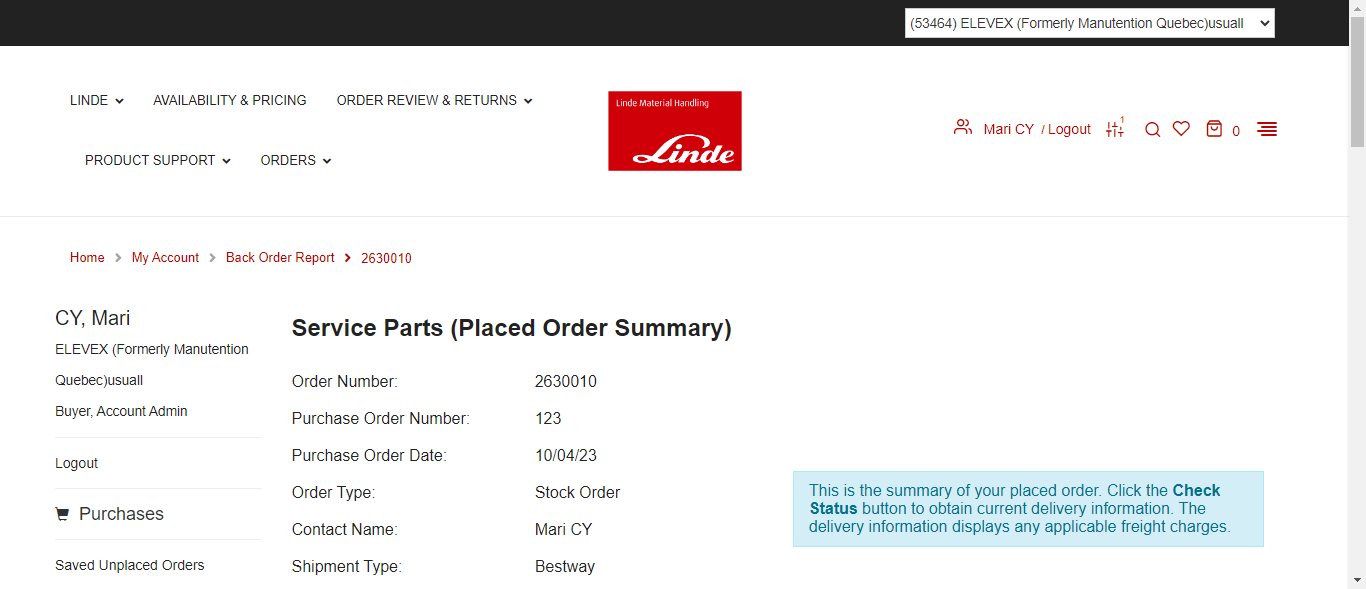 (53464) ELEVEX (Formerly Manutention Quebec)usuall
LINDE
AVAILABILITY & PRICING
ORDER REVIEW & RETURNS
PRODUCT SUPPORT
ORDERS
Linde Material Handling
Linde
Mari CY / Logout
1
0
Home
My Account
Back Order Report
2630010
CY, Mari
ELEVEX (Formerly Manutention
Quebec)usuall
Buyer, Account Admin
Logout
Purchases
Saved Unplaced Orders
Service Parts (Placed Order Summary)
Order Number: 2630010
Purchase Order Number: 123
Purchase Order Date: 10/04/23
Order Type: Stock Order
Contact Name: Mari CY
Shipment Type: Bestway
This is the summary of your placed order. Click the Check
Status button to obtain current delivery information. The
delivery information displays any applicable freight charges.